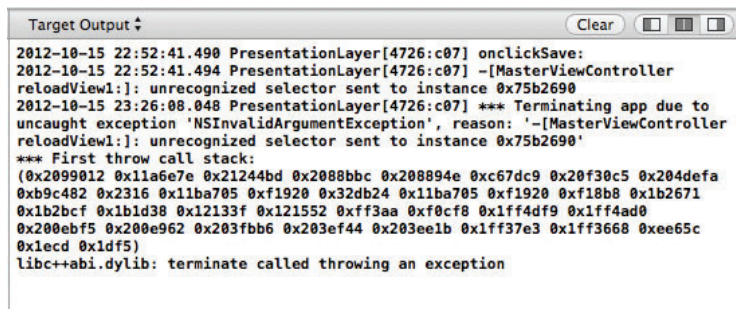 Target Output
Clear
2012-10-15 22:52:41.490 PresentationLayer[4726:c07] onclickSave:
2012-10-15 22:52:41.494 PresentationLayer[4726:c07] -[MasterViewController
reloadView1:]: unrecognized selector sent to instance 0x75b2690
2012-10-15 23:26:08.048 PresentationLayer[4726:c07] *** Terminating app due to
uncaught exception 'NSInvalidArgumentException', reason: '-[MasterViewController
reloadView1:]: unrecognized selector sent to instance 0x75b2690'
*** First throw call stack:
(0x2099012 0x11a6e7e 0x21244bd 0x2088bbc 0x208894e 0xc67dc9 0x20f30c5 0x204defa
0xb9c482 0x2316 0x11ba705 0xf1920 0x32db24 0x11ba705 0xf1920 0xf18b8 0x1b2671
0x1b2bcf 0x1b1d38 0x12133f 0x121552 0xff3aa 0xf0cf8 0x1ff4df9 0x1ff4ad0
0x200ebf5 0x200e962 0x203fbb6 0x203ef44 0x203ee1b 0x1ff37e3 0x1ff3668 0xee65c
0x1ecd 0x1df5)
libc++abi.dylib: terminate called throwing an exception